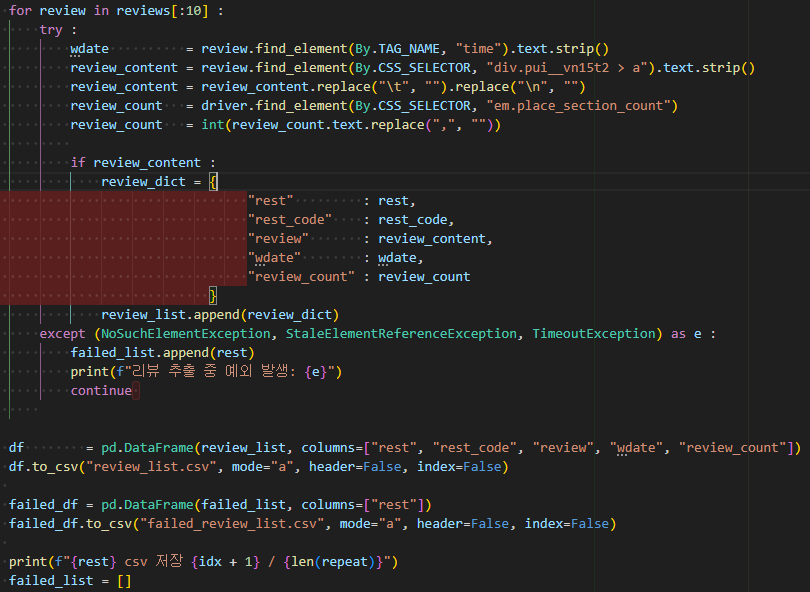 for review in reviews[:10] :
try :
wdate = review.find_element(By.TAG_NAME, "time").text.strip()
review_content = review.find_element(By.CSS_SELECTOR, "div.pui__vn15t2 > a").text.strip()
review_content = review_content.replace("\t", "").replace("\n", "")
review_count = driver.find_element(By.CSS_SELECTOR, "em.place_section_count")
review_count = int(review_count.text.replace(",", ""))
if review_content :
review_dict = {
"rest" : rest,
"rest_code" : rest_code,
"review" : review_content,
"wdate" : wdate,
"review_count" : review_count
}
review_list.append(review_dict)
except (NoSuchElementException, StaleElementReferenceException, TimeoutException) as e :
failed_list.append(rest)
print(f"리뷰 추출 중 예외 발생: {e}")
continue
df = pd.DataFrame(review_list, columns=["rest", "rest_code", "review", "wdate", "review_count"])
df.to_csv("review_list.csv", mode="a", header=False, index=False)
failed_df = pd.DataFrame(failed_list, columns=["rest"])
failed_df.to_csv("failed_review_list.csv", mode="a", header=False, index=False)
print(f"{rest} csv 저장 {idx + 1} / {len(repeat)}")
failed_list = []